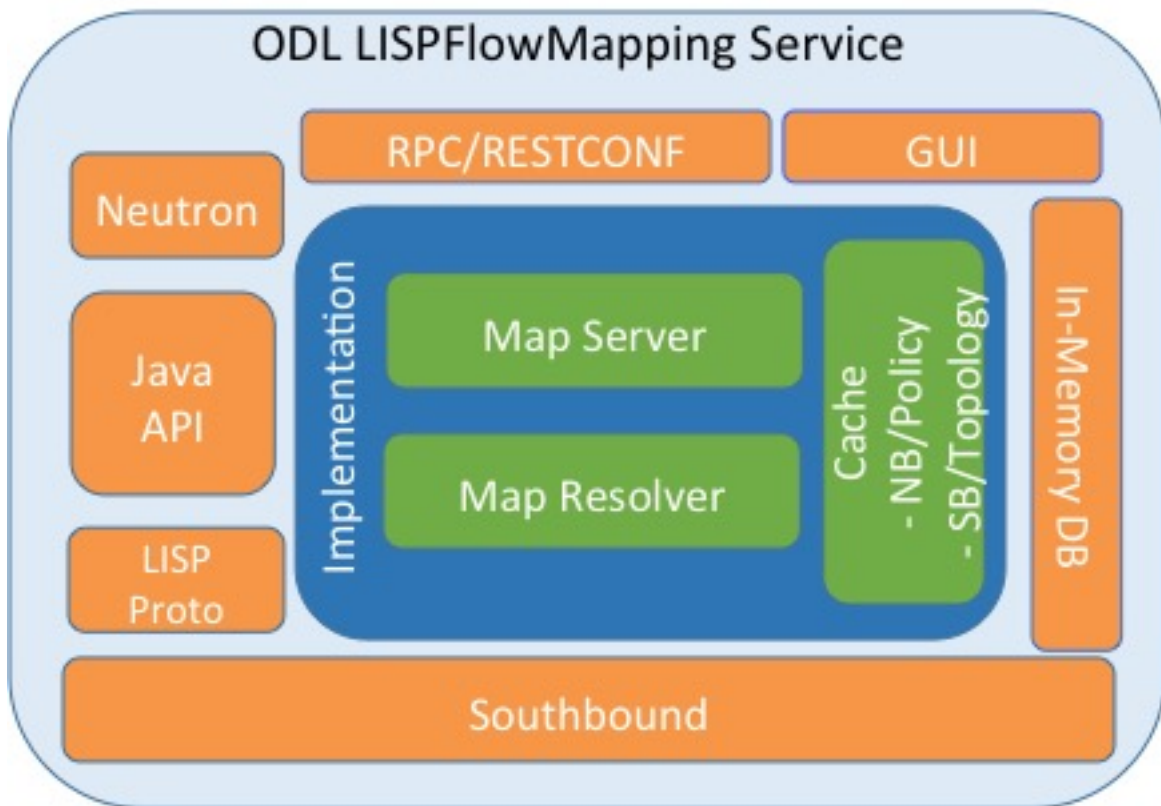 ODL LISPFlowMapping Service
RPC/RESTCONF
GUI
Neutron
Java
API
LISP
Proto
Implementation
Map Server
Map Resolver
Cache
- NB/Policy
- SB/Topology
In-Memory DB
Southbound